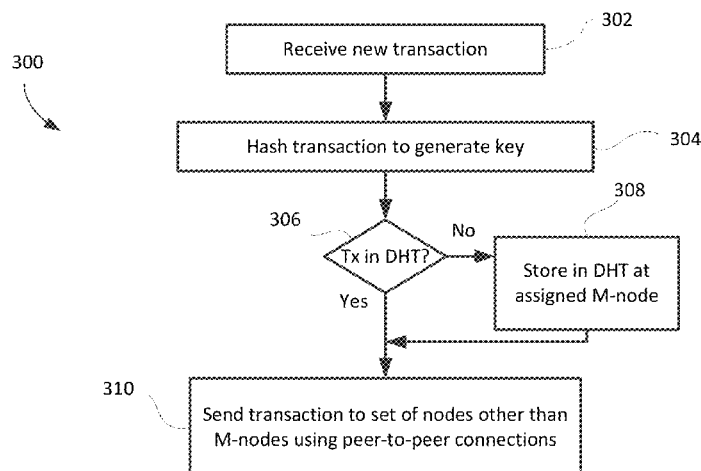 302
Receive new transaction
300
Hash transaction to generate key
304
306
308
No
Tx in DHT?
Store in DHT at
assigned M-node
Yes
310
Send transaction to set of nodes other than
M-nodes using peer-to-peer connections